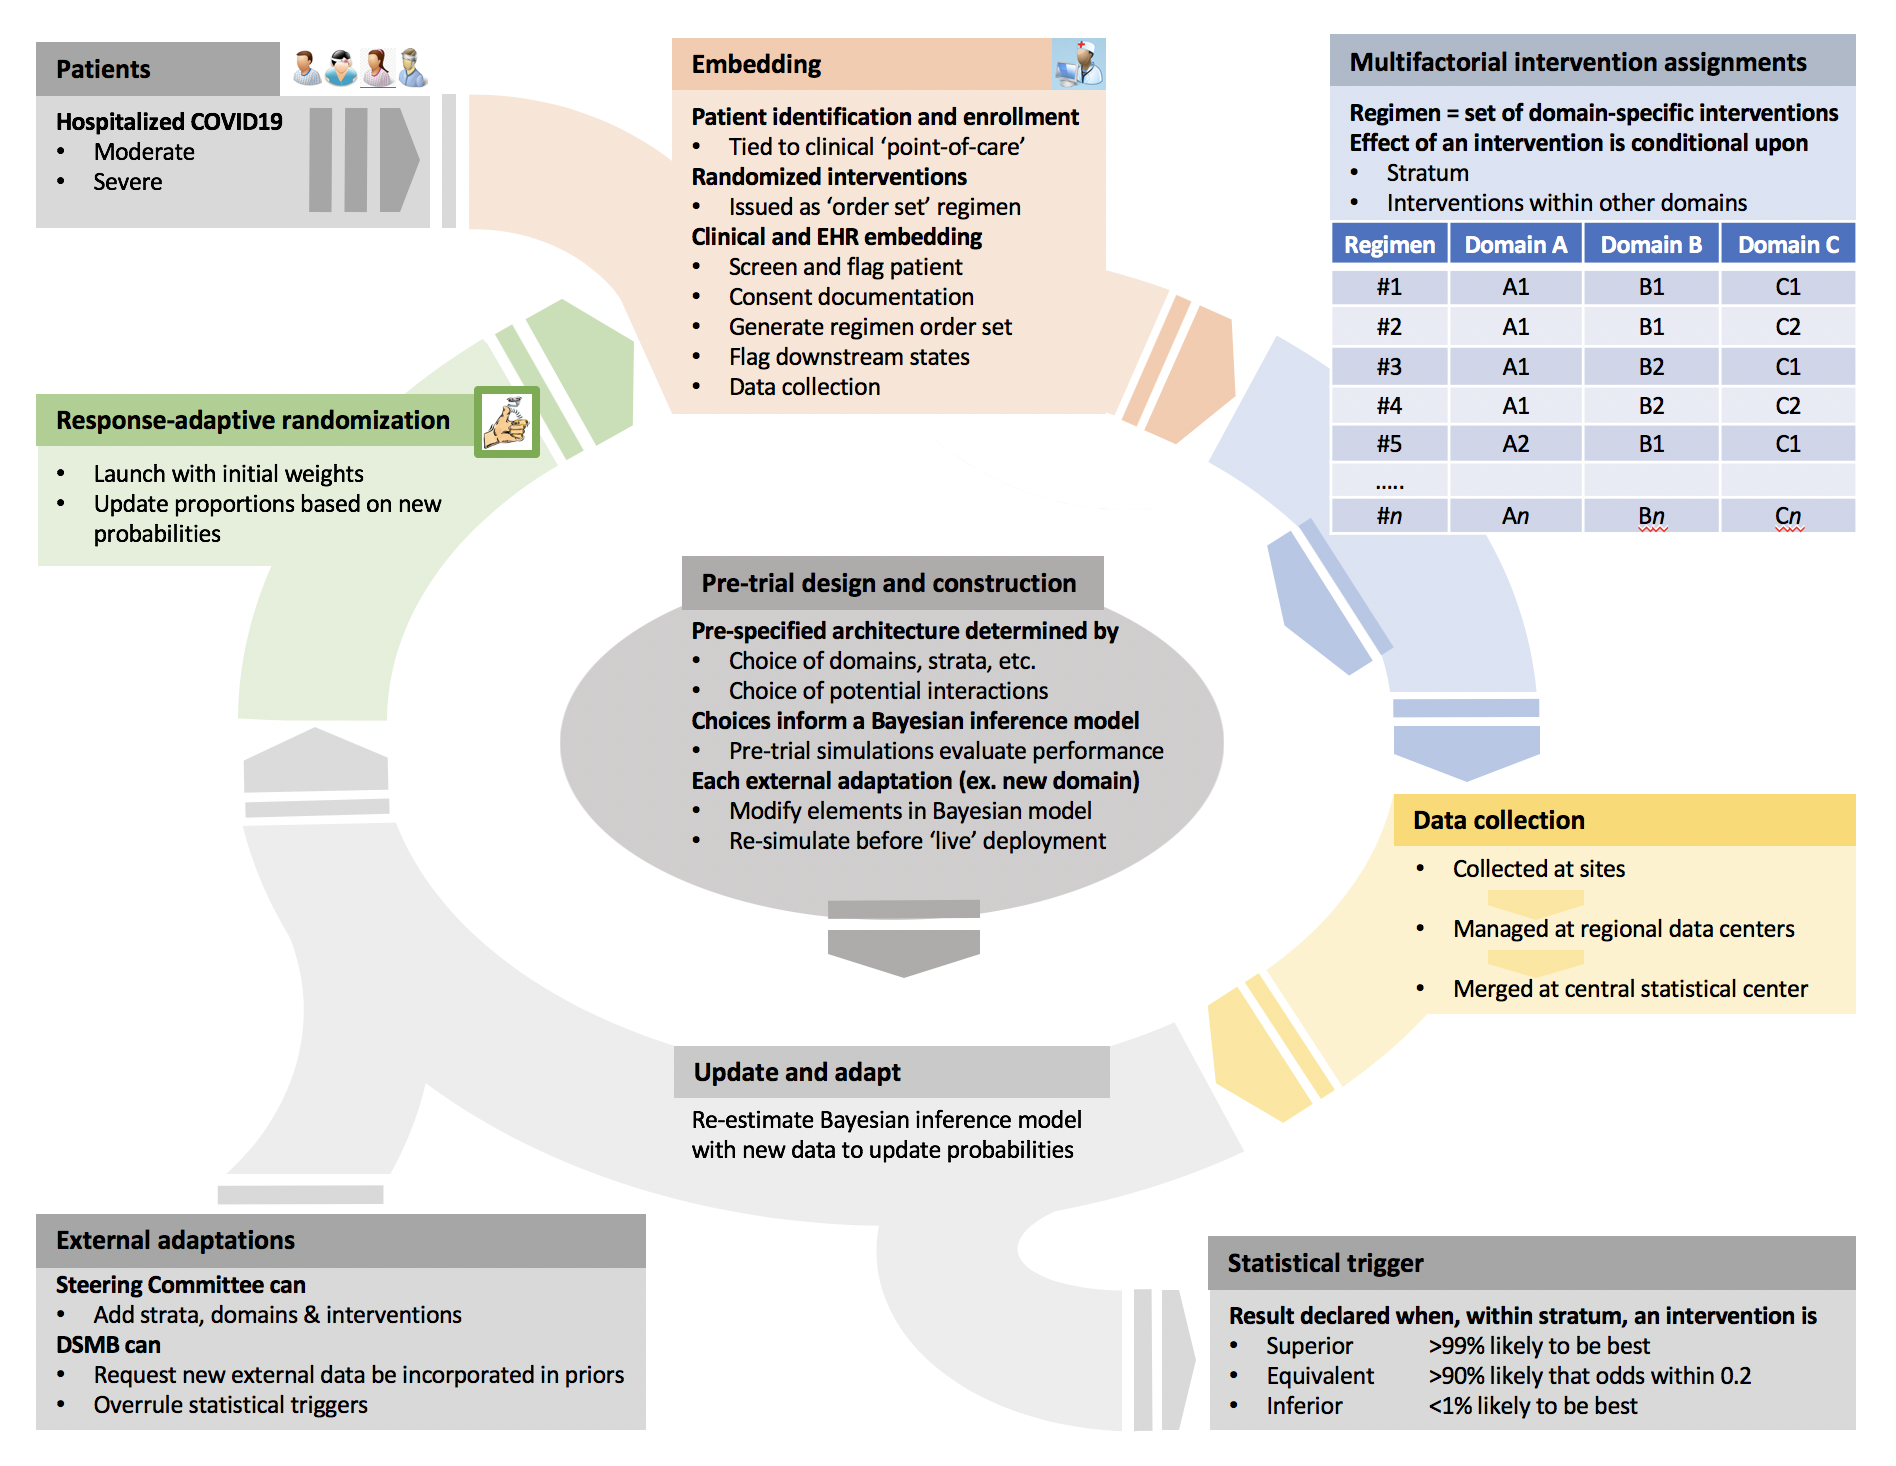 Patients
Hospitalized COVID19
• Moderate
• Severe
Embedding
Patient identification and enrollment
• Tied to clinical ‘point-of-care’
Randomized interventions
• Issued as ‘order set’ regimen
Clinical and EHR embedding
• Screen and flag patient
• Consent documentation
• Generate regimen order set
• Flag downstream states
• Data collection
Multifactorial intervention assignments
Regimen = set of domain-specific interventions
Effect of an intervention is conditional upon
• Stratum
• Interventions within other domains
Regimen Domain A Domain B Domain C
#1 A1 B1 C1
#2 A1 B1 C2
#3 A1 B2 C1
#4 A1 B2 C2
#5 A2 B1 C1
.....
#n An Bn Cn
Response-adaptive randomization
• Launch with initial weights
• Update proportions based on new
probabilities
Pre-trial design and construction
Pre-specified architecture determined by
• Choice of domains, strata, etc.
• Choice of potential interactions
Choices inform a Bayesian inference model
• Pre-trial simulations evaluate performance
Each external adaptation (ex. new domain)
• Modify elements in Bayesian model
• Re-simulate before ‘live’ deployment
Data collection
• Collected at sites
• Managed at regional data centers
• Merged at central statistical center
Update and adapt
Re-estimate Bayesian inference model
with new data to update probabilities
External adaptations
Steering Committee can
• Add strata, domains & interventions
DSMB can
• Request new external data be incorporated in priors
• Overrule statistical triggers
Statistical trigger
Result declared when, within stratum, an intervention is
• Superior >99% likely to be best
• Equivalent >90% likely that odds within 0.2
• Inferior <1% likely to be best